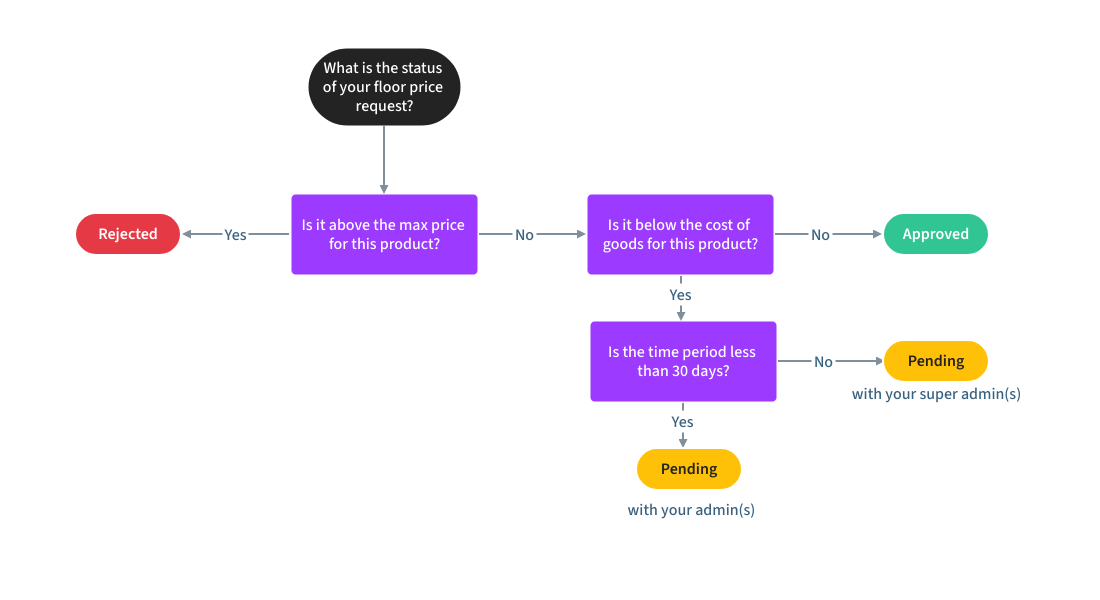 What is the status
of your floor price
request?
Rejected
Yes
Is it above the max price
for this product?
No
Is it below the cost of
goods for this product?
No
Approved
Yes
Is the time period less
than 30 days?
No
Pending
with your super admin(s)
Yes
Pending
with your admin(s)